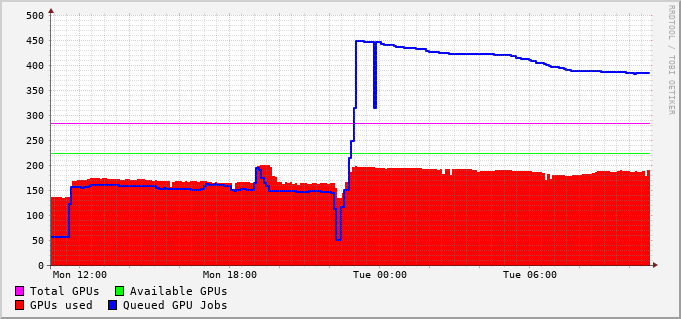 500
450
400
350
300
250
200
150
100
50
0
Mon 12:00 Mon 18:00 Tue 00:00 Tue 06:00
Total GPUs Available GPUs
GPUs used Queued GPU Jobs
RRDTOOL / TOBI OETIKER